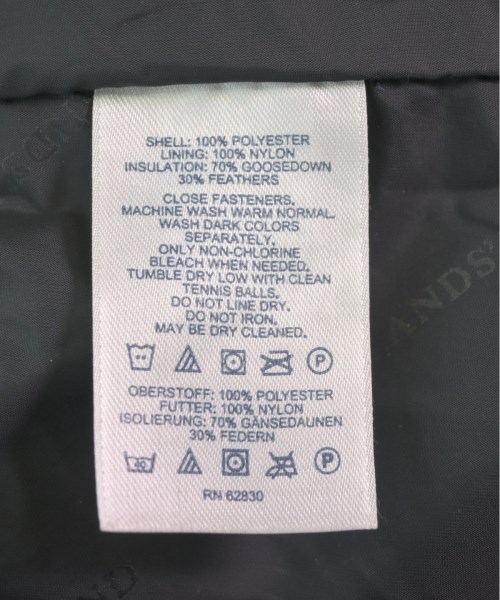 SHELL: 100% POLYESTER
LINING: 100% NYLON
INSULATION: 70% GOOSEDOWN
30% FEATHERS
CLOSE FASTENERS.
MACHINE WASH WARM NORMAL.
WASH DARK COLORS
SEPARATELY.
ONLY NON-CHLORINE
BLEACH WHEN NEEDED.
TUMBLE DRY LOW WITH CLEAN
TENNIS BALLS.
DO NOT LINE DRY.
DO NOT IRON.
MAY BE DRY CLEANED.
P
OBERSTOFF: 100% POLYESTER
FUTTER: 100% NYLON
ISOLIERUNG: 70% GÄNSEDAUNEN
30% FEDERN
40 P
RN 62830
ANDS'